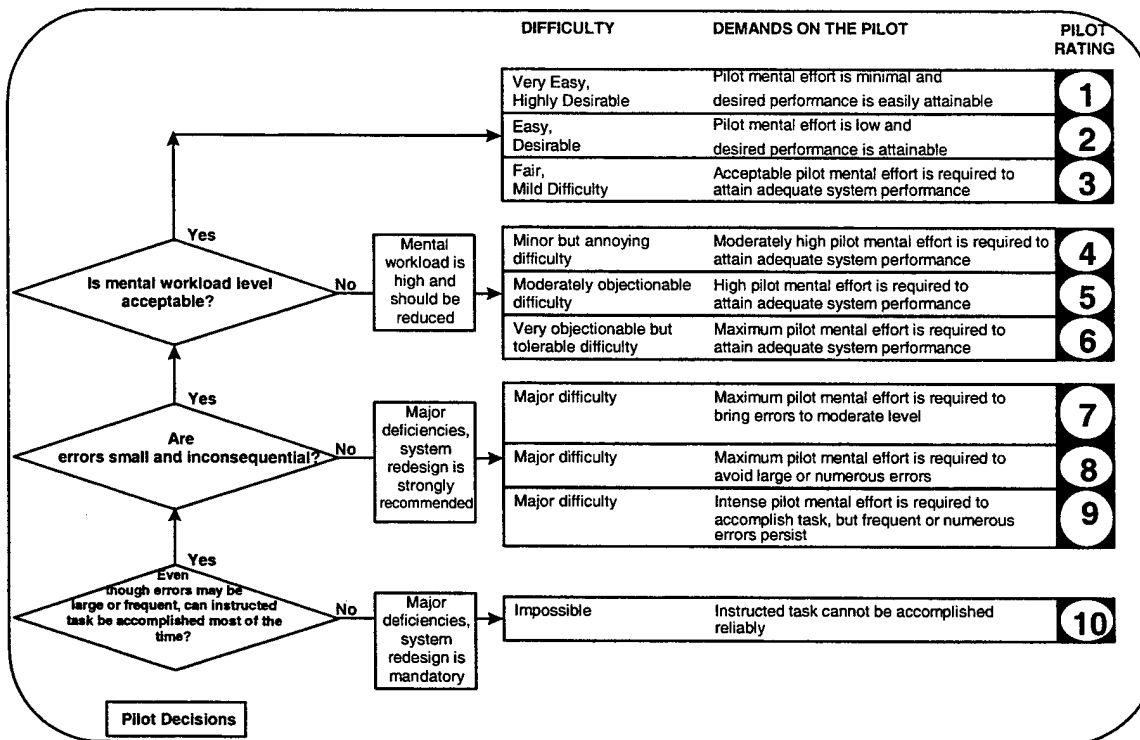 DIFFICULTY
DEMANDS ON THE PILOT
PILOT
RATING
Very Easy,
Highly Desirable
Pilot mental effort is minimal and
desired performance is easily attainable
1
Easy,
Desirable
Pilot mental effort is low and
desired performance is attainable
2
Fair,
Mild Difficulty
Acceptable pilot mental effort is required to
attain adequate system performance
3
Yes
Is mental workload level
acceptable?
No
Mental
workload is
high and
should be
reduced
Minor but annoying
difficulty
Moderately high pilot mental effort is required to
attain adequate system performance
4
Moderately objectionable
difficulty
High pilot mental effort is required to
attain adequate system performance
5
Very objectionable but
tolerable difficulty
Maximum pilot mental effort is required to
attain adequate system performance
6
Yes
Are
errors small and inconsequential?
No
Major
deficiencies,
system
redesign is
strongly
recommended
Major difficulty
Maximum pilot mental effort is required to
bring errors to moderate level
7
Major difficulty
Maximum pilot mental effort is required to
avoid large or numerous errors
8
Major difficulty
Intense pilot mental effort is required to
accomplish task, but frequent or numerous
errors persist
9
Yes
Even
though errors may be
large or frequent, can instructed
task be accomplished most of the
time?
No
Major
deficiencies,
system
redesign is
mandatory
Impossible
Instructed task cannot be accomplished
reliably
10
Pilot Decisions